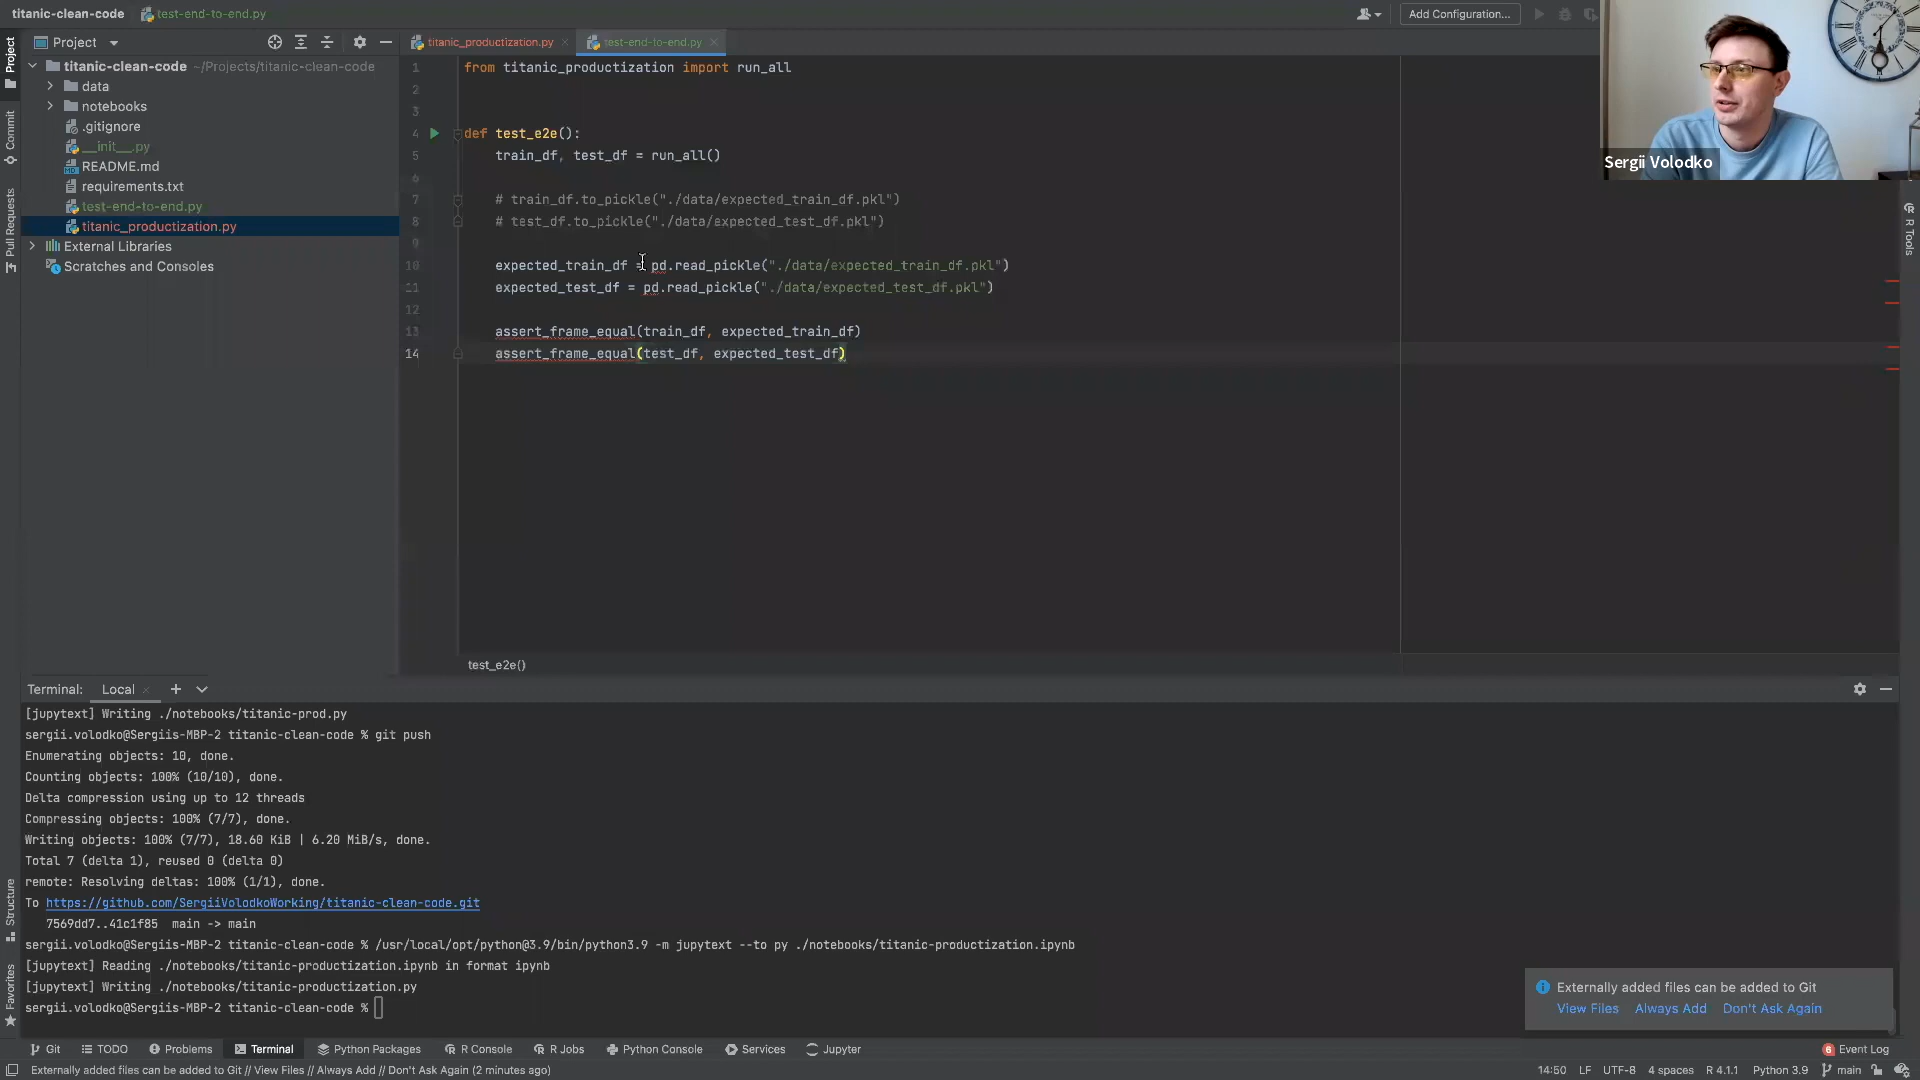 titanic-clean-code test-end-to-end.py
Add Configuration...
Project
titanic_productization.py
test-end-to-end.py
titanic-clean-code ~/Projects/titanic-clean-code
data
notebooks
.gitignore
__init__.py
README.md
requirements.txt
test-end-to-end.py
titanic_productization.py
External Libraries
Scratches and Consoles
Project
Commit
Pull Requests
Structure
Favorites
1 from titanic_productization import run_all
2
3
4 def test_e2e():
5 train_df, test_df = run_all()
6
7 # train_df.to_pickle("./data/expected_train_df.pkl")
8 # test_df.to_pickle("./data/expected_test_df.pkl")
9
10 expected_train_df = pd.read_pickle("./data/expected_train_df.pkl")
11 expected_test_df = pd.read_pickle("./data/expected_test_df.pkl")
12
13 assert_frame_equal(train_df, expected_train_df)
14 assert_frame_equal(test_df, expected_test_df)
test_e2e()
Sergii Volodko
R Tools
Terminal: Local
[jupytext] Writing ./notebooks/titanic-prod.py
sergii.volodko@Sergiis-MBP-2 titanic-clean-code % git push
Enumerating objects: 10, done.
Counting objects: 100% (10/10), done.
Delta compression using up to 12 threads
Compressing objects: 100% (7/7), done.
Writing objects: 100% (7/7), 18.60 KiB | 6.20 MiB/s, done.
Total 7 (delta 1), reused 0 (delta 0)
remote: Resolving deltas: 100% (1/1), done.
To https://github.com/SergiiVolodkoWorking/titanic-clean-code.git
7569dd7..41c1f85 main -> main
sergii.volodko@Sergiis-MBP-2 titanic-clean-code % /usr/local/opt/python@3.9/bin/python3.9 -m jupytext --to py ./notebooks/titanic-productization.ipynb
[jupytext] Reading ./notebooks/titanic-productization.ipynb in format ipynb
[jupytext] Writing ./notebooks/titanic-productization.py
sergii.volodko@Sergiis-MBP-2 titanic-clean-code %
Externally added files can be added to Git
View Files Always Add Don't Ask Again
Git TODO Problems Terminal Python Packages R Console R Jobs Python Console Services Jupyter 6 Event Log
Externally added files can be added to Git // View Files // Always Add // Don't Ask Again (2 minutes ago) 14:50 LF UTF-8 4 spaces R 4.1.1 Python 3.9 main